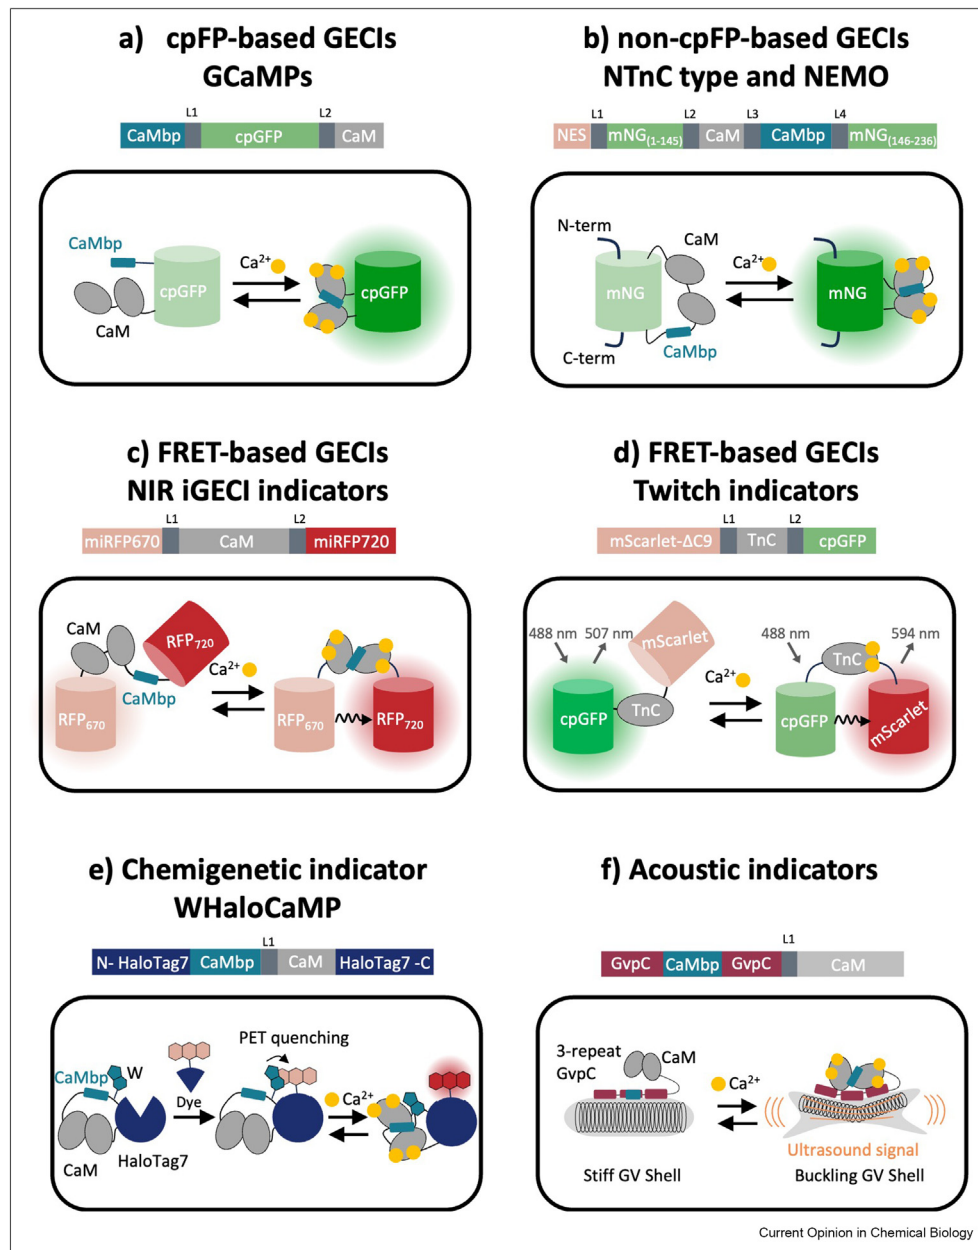 a) cpFP-based GECIs
GCaMPs
L1 L2
CaMbp cpGFP CaM
CaMbp
cpGFP
CaM
Ca2+
cpGFP
b) non-cpFP-based GECIs
NTnC type and NEMO
L1 L2 L3 L4
NES mNG(1-145) CaM CaMbp mNG(146-236)
N-term
CaM
mNG
C-term
CaMbp
Ca2+
mNG
c) FRET-based GECIs
NIR iGECI indicators
L1 L2
miRFP670 CaM miRFP720
CaM
RFP720
CaMbp
RFP670
Ca2+
RFP670
RFP720
d) FRET-based GECIs
Twitch indicators
L1 L2
mScarlet-ΔC9 TnC cpGFP
488 nm 507 nm
mScarlet
cpGFP
TnC
Ca2+
488 nm 594 nm
TnC
cpGFP
mScarlet
e) Chemigenetic indicator
WHaloCaMP
L1
N- HaloTag7 CaMbp CaM HaloTag7 -C
CaMbp
W
CaM
HaloTag7
Dye
PET quenching
Ca2+
f) Acoustic indicators
L1
GvpC CaMbp GvpC CaM
3-repeat
GvpC
CaM
Stiff GV Shell
Ca2+
Ultrasound signal
Buckling GV Shell
Current Opinion in Chemical Biology